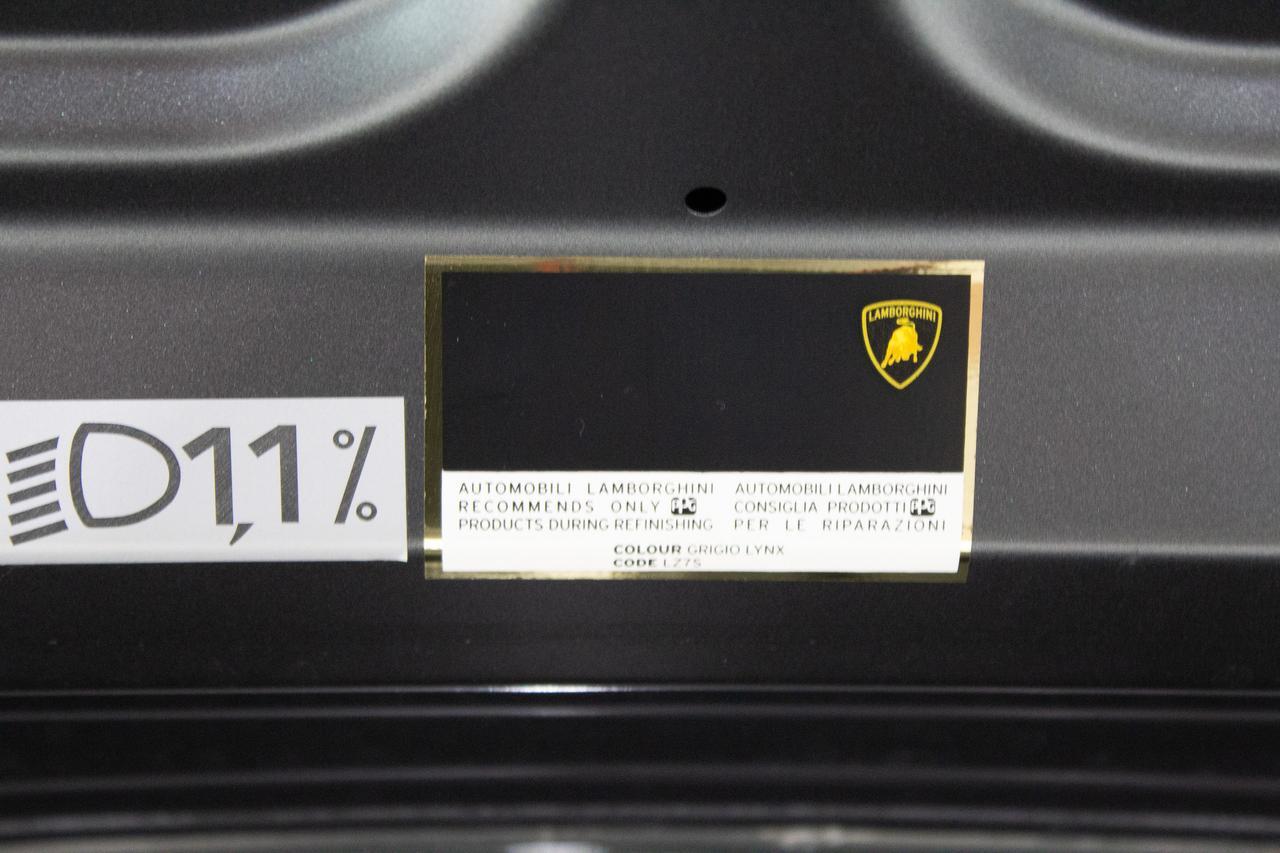 1,1 %
LAMBORGHINI
AUTOMOBILI LAMBORGHINI
RECOMMENDS ONLY PPG
PRODUCTS DURING REFINISHING
AUTOMOBILI LAMBORGHINI
CONSIGLIA PRODOTTI PPG
PER LE RIPARAZIONI
COLOUR GRIGIO LYNX
CODE LZ7S